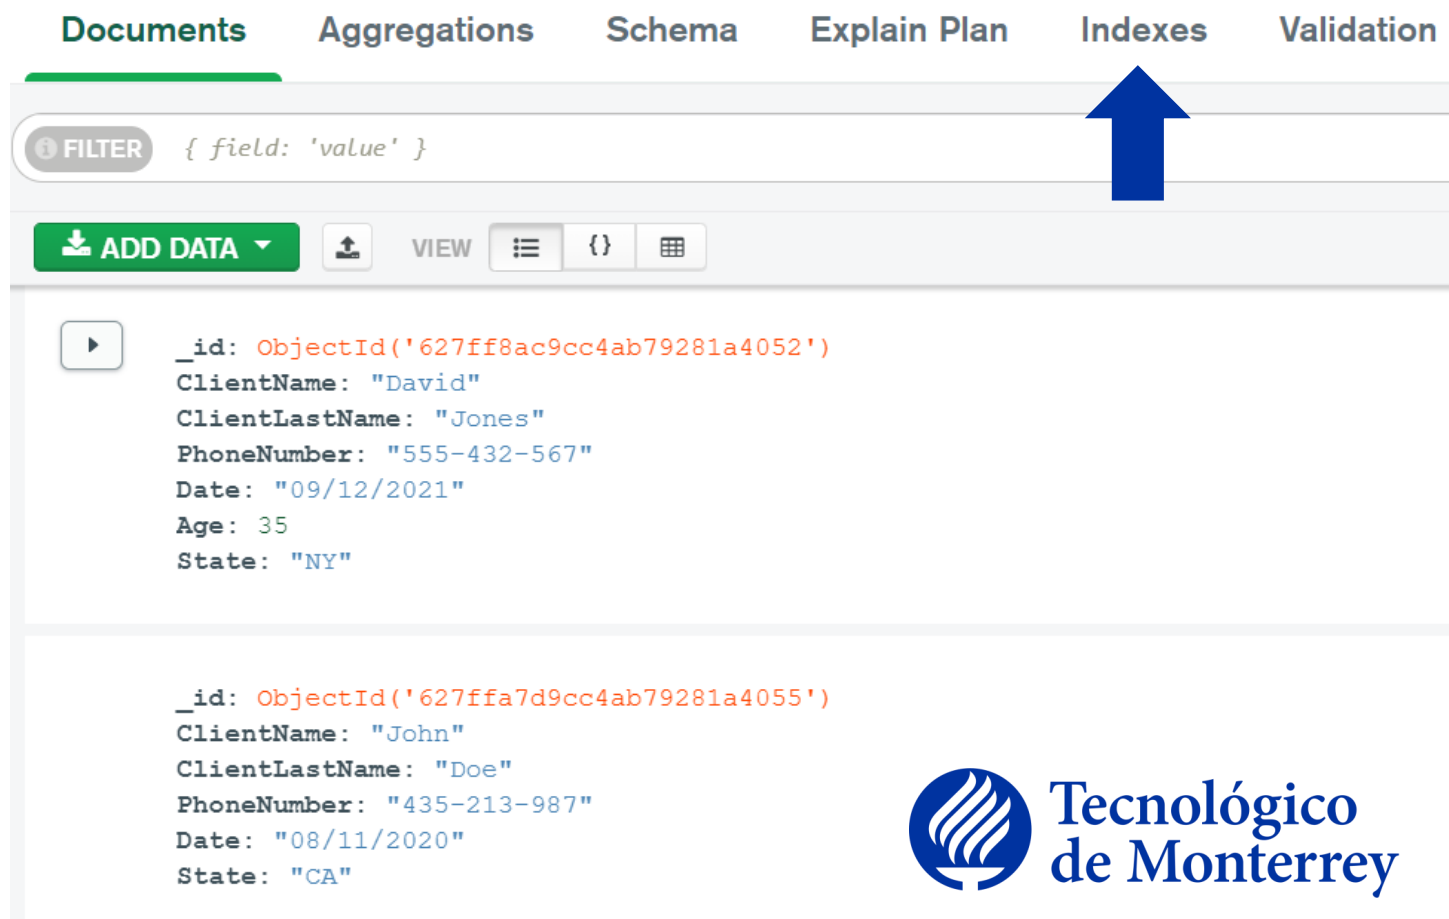 Documents Aggregations Schema Explain Plan Indexes Validation
FILTER { field: 'value' }
ADD DATA VIEW {}
_id: ObjectId('627ff8ac9cc4ab79281a4052')
ClientName: "David"
ClientLastName: "Jones"
PhoneNumber: "555-432-567"
Date: "09/12/2021"
Age: 35
State: "NY"
_id: ObjectId('627ffa7d9cc4ab79281a4055')
ClientName: "John"
ClientLastName: "Doe"
PhoneNumber: "435-213-987"
Date: "08/11/2020"
State: "CA"
Tecnológico
de Monterrey